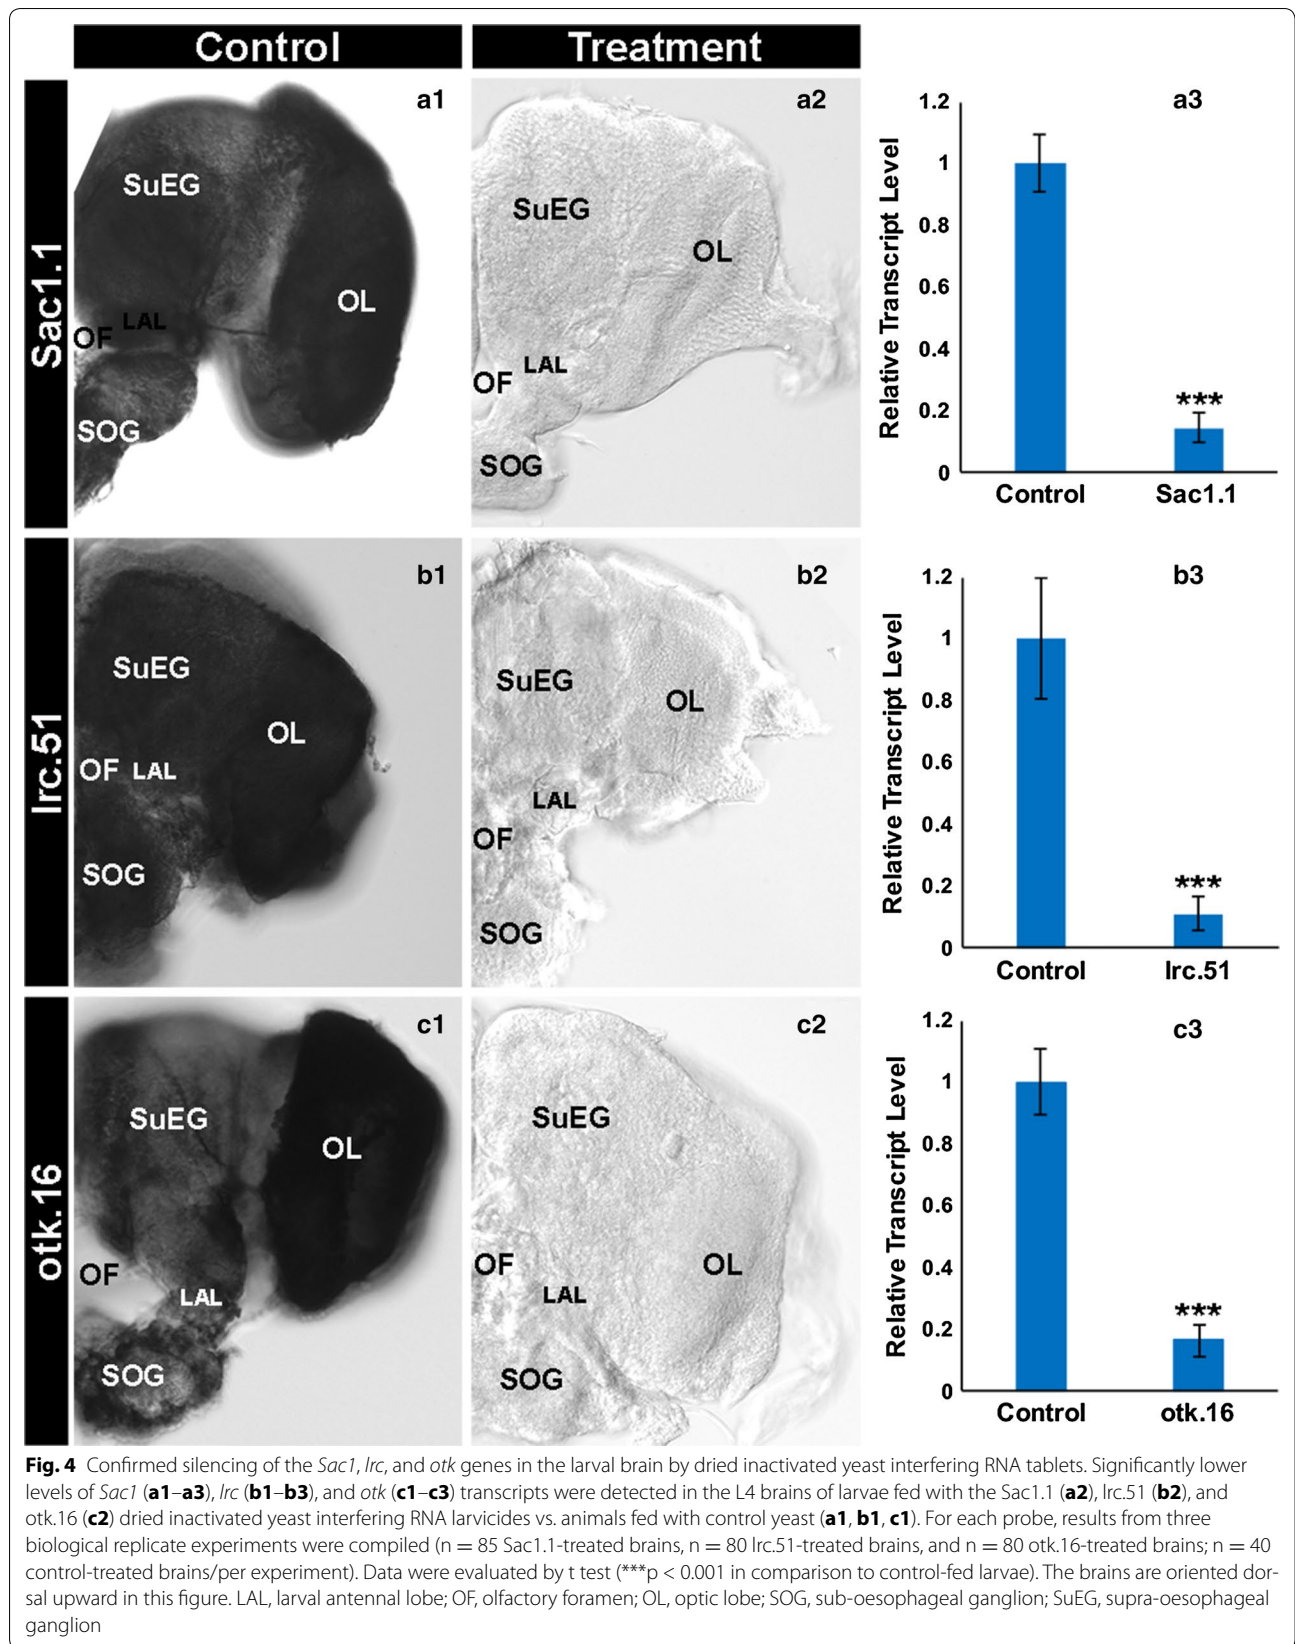 Control
Treatment
Sac1.1
a1
SuEG
OL
LAL
OF
SOG
a2
SuEG
OL
LAL
OF
SOG
a3
Relative Transcript Level
1.2
1
0.8
0.6
0.4
0.2
0
***
Control
Sac1.1
lrc.51
b1
SuEG
OL
OF
LAL
SOG
b2
SuEG
OL
LAL
OF
SOG
b3
Relative Transcript Level
1.2
1
0.8
0.6
0.4
0.2
0
***
Control
lrc.51
otk.16
c1
SuEG
OL
OF
LAL
SOG
c2
SuEG
OF
OL
LAL
SOG
c3
Relative Transcript Level
1.2
1
0.8
0.6
0.4
0.2
0
***
Control
otk.16
Fig. 4 Confirmed silencing of the Sac1, lrc, and otk genes in the larval brain by dried inactivated yeast interfering RNA tablets. Significantly lower
levels of Sac1 (a1–a3), lrc (b1–b3), and otk (c1–c3) transcripts were detected in the L4 brains of larvae fed with the Sac1.1 (a2), lrc.51 (b2), and
otk.16 (c2) dried inactivated yeast interfering RNA larvicides vs. animals fed with control yeast (a1, b1, c1). For each probe, results from three
biological replicate experiments were compiled (n = 85 Sac1.1-treated brains, n = 80 lrc.51-treated brains, and n = 80 otk.16-treated brains; n = 40
control-treated brains/per experiment). Data were evaluated by t test (***p < 0.001 in comparison to control-fed larvae). The brains are oriented dor-
sal upward in this figure. LAL, larval antennal lobe; OF, olfactory foramen; OL, optic lobe; SOG, sub-oesophageal ganglion; SuEG, supra-oesophageal
ganglion